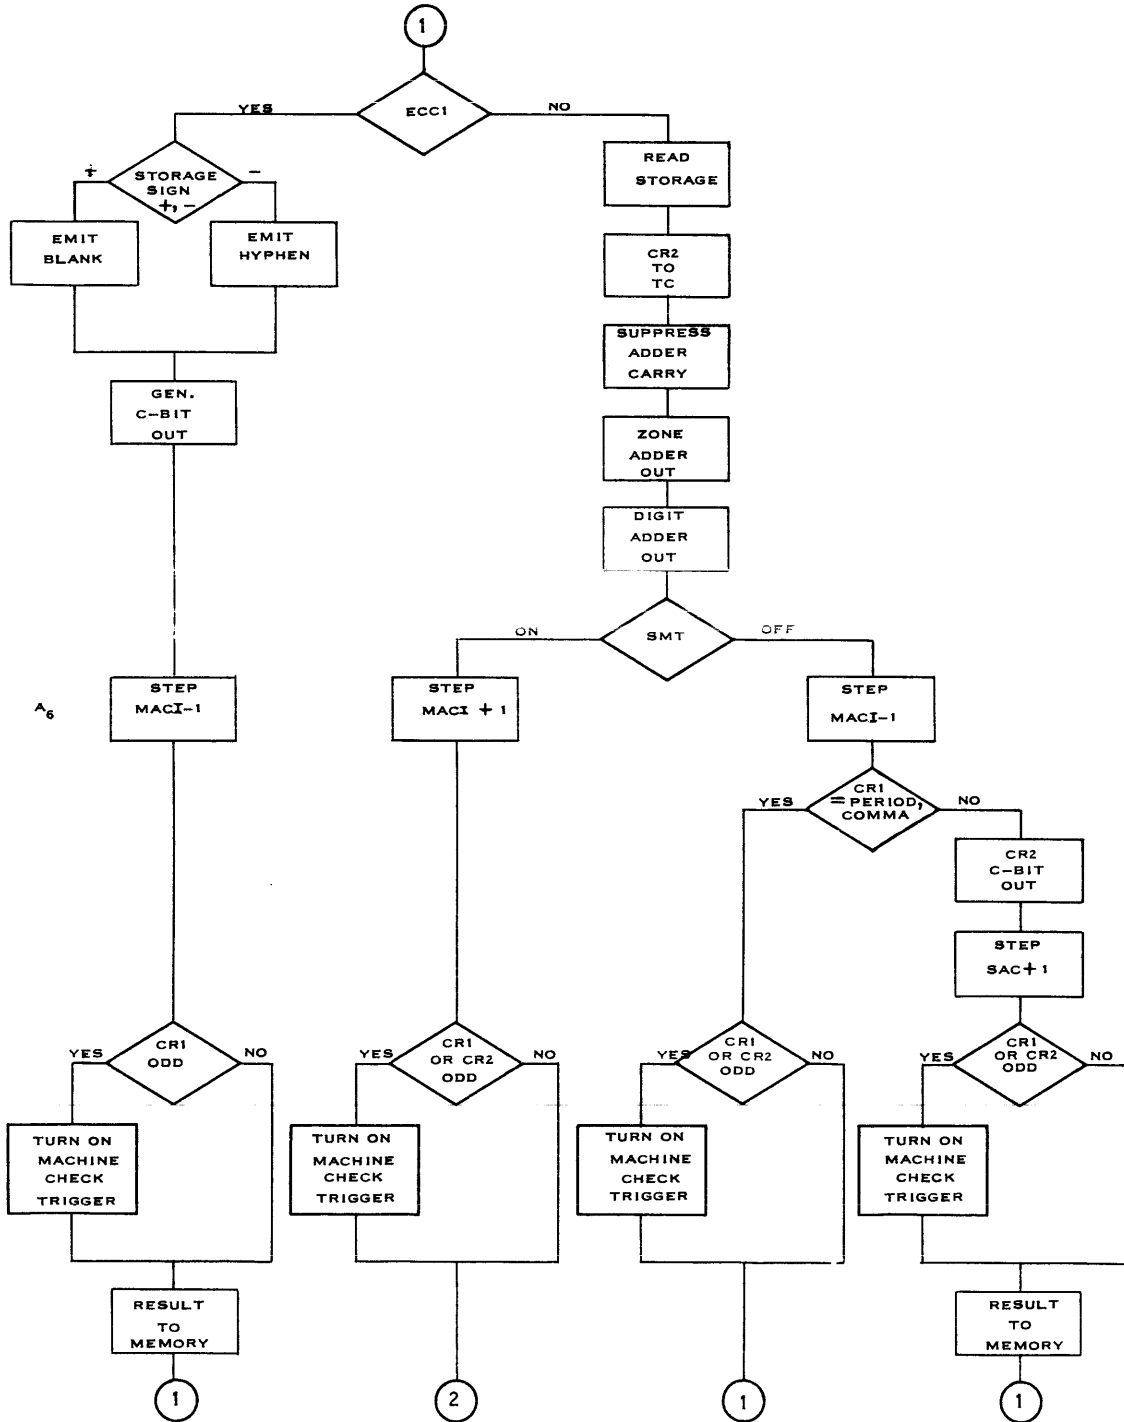 1
ECC1
YES
NO
STORAGE
SIGN
+,-
+
-
EMIT
BLANK
EMIT
HYPHEN
GEN.
C-BIT
OUT
READ
STORAGE
CR2
TO
TC
SUPPRESS
ADDER
CARRY
ZONE
ADDER
OUT
DIGIT
ADDER
OUT
SMT
ON
OFF
A6
STEP
MACI-1
STEP
MACI + 1
STEP
MACI-1
CR1
= PERIOD,
COMMA
YES
NO
CR2
C-BIT
OUT
STEP
SAC+1
CR1
ODD
YES
NO
CR1
OR CR2
ODD
YES
NO
CR1
OR CR2
ODD
YES
NO
CR1
OR CR2
ODD
YES
NO
TURN ON
MACHINE
CHECK
TRIGGER
TURN ON
MACHINE
CHECK
TRIGGER
TURN ON
MACHINE
CHECK
TRIGGER
TURN ON
MACHINE
CHECK
TRIGGER
RESULT
TO
MEMORY
RESULT
TO
MEMORY
1
2
1
1